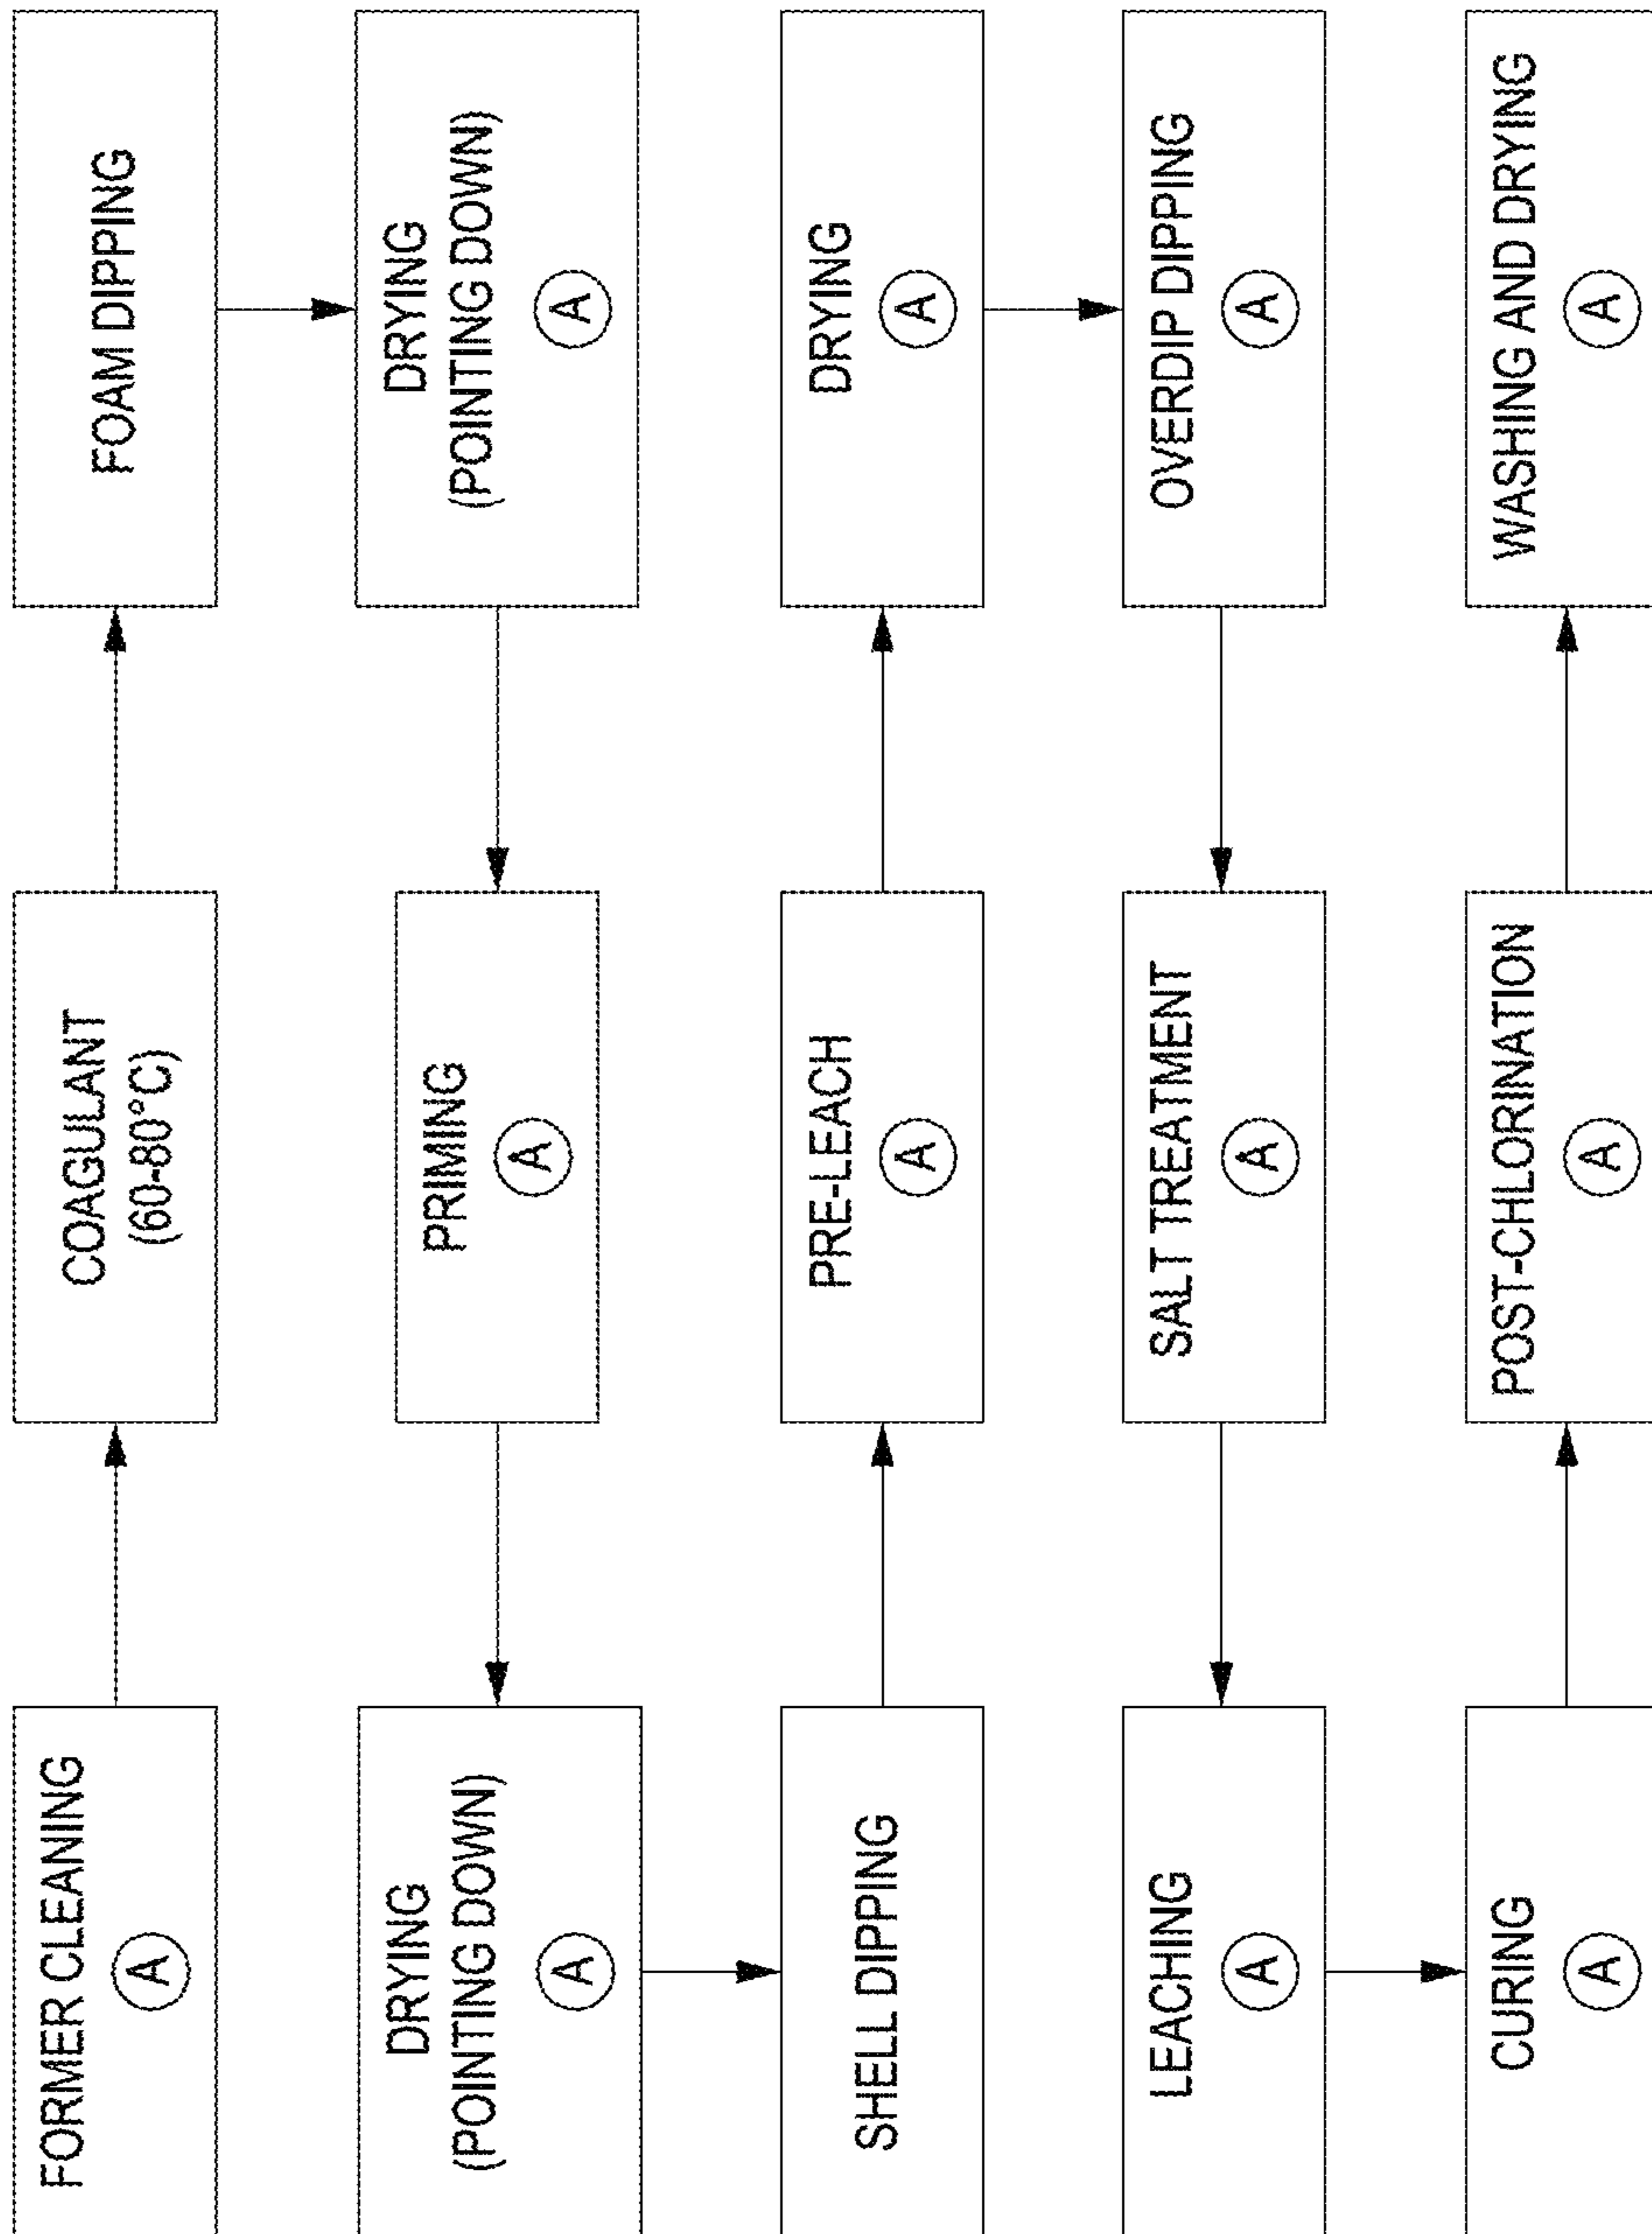 FORMER CLEANING
A
COAGULANT
(60-80°C)
FOAM DIPPING
DRYING
(POINTING DOWN)
A
PRIMING
A
DRYING
(POINTING DOWN)
A
SHELL DIPPING
PRE-LEACH
A
DRYING
A
OVERDIP DIPPING
A
SALT TREATMENT
A
LEACHING
A
CURING
A
POST-CHLORINATION
A
WASHING AND DRYING
A